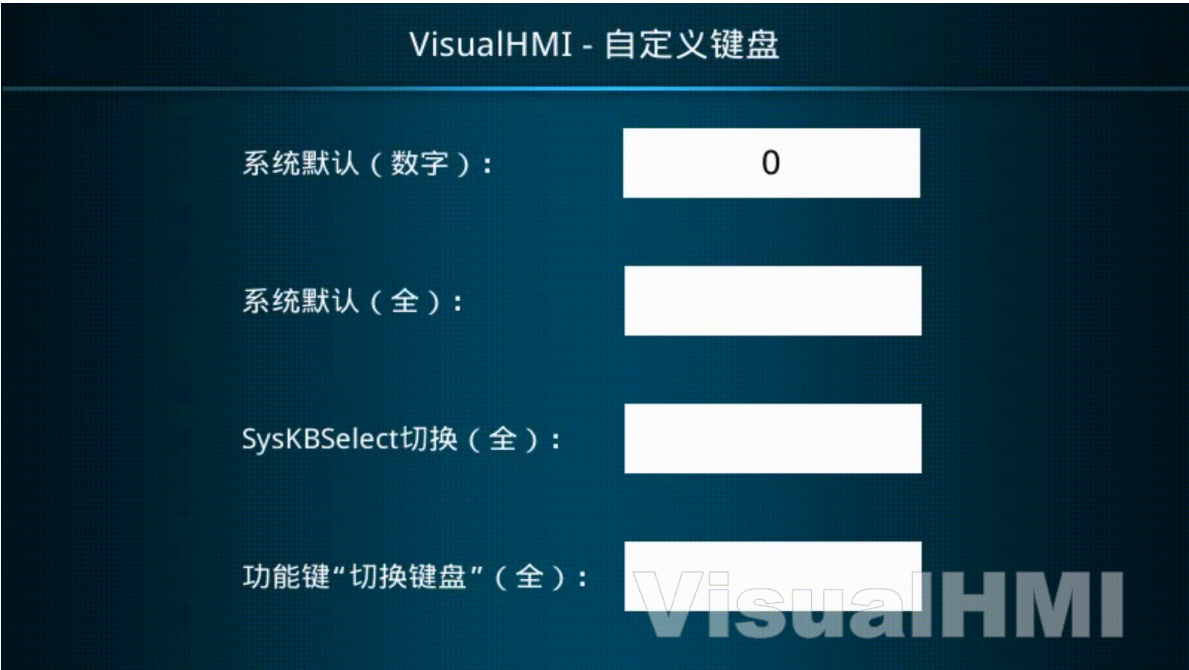 VisualHMI - 自定义键盘
系统默认（数字）: 0
系统默认（全）:
SysKBSelect切换（全）:
功能键“切换键盘”（全）:
VisualHMI